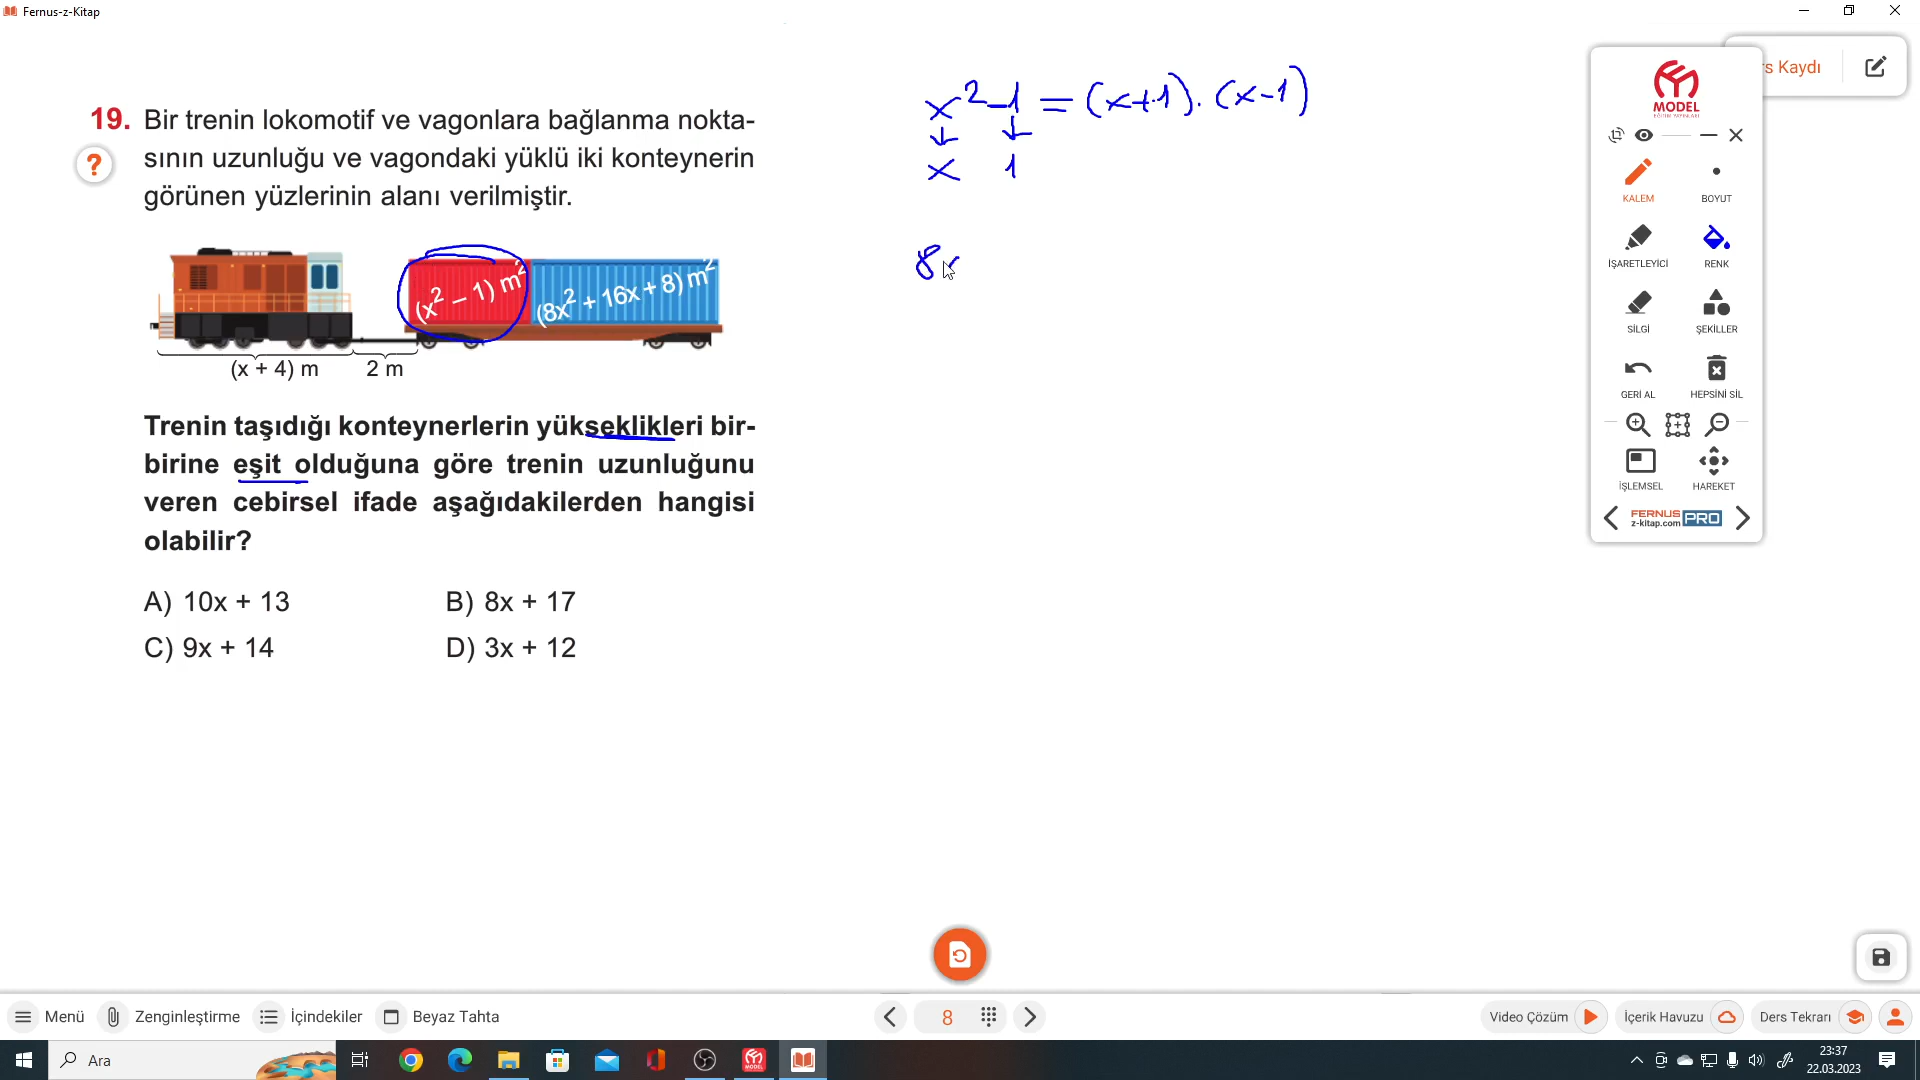 Fernus-z-Kitap
19. Bir trenin lokomotif ve vagonlara bağlanma nokta-
sının uzunluğu ve vagondaki yüklü iki konteynerin
görünen yüzlerinin alanı verilmiştir.
?
(x² – 1) m²
(8x² + 16x + 8) m²
(x + 4) m
2 m
Trenin taşıdığı konteynerlerin yükseklikleri bir-
birine eşit olduğuna göre trenin uzunluğunu
veren cebirsel ifade aşağıdakilerden hangisi
olabilir?
A) 10x + 13
B) 8x + 17
C) 9x + 14
D) 3x + 12
x² - 1 = (x+1) . (x-1)
x 1
8
s Kaydı
MODEL
EĞİTİM YAYINLARI
KALEM
BOYUT
İŞARETLEYİCİ
RENK
SİLGİ
ŞEKİLLER
GERİ AL
HEPSİNİ SİL
İŞLEMSEL
HAREKET
FERNUS
z-kitap.com PRO
Menü
Zenginleştirme
İçindekiler
Beyaz Tahta
8
Video Çözüm
İçerik Havuzu
Ders Tekrarı
Ara
23:37
22.03.2023